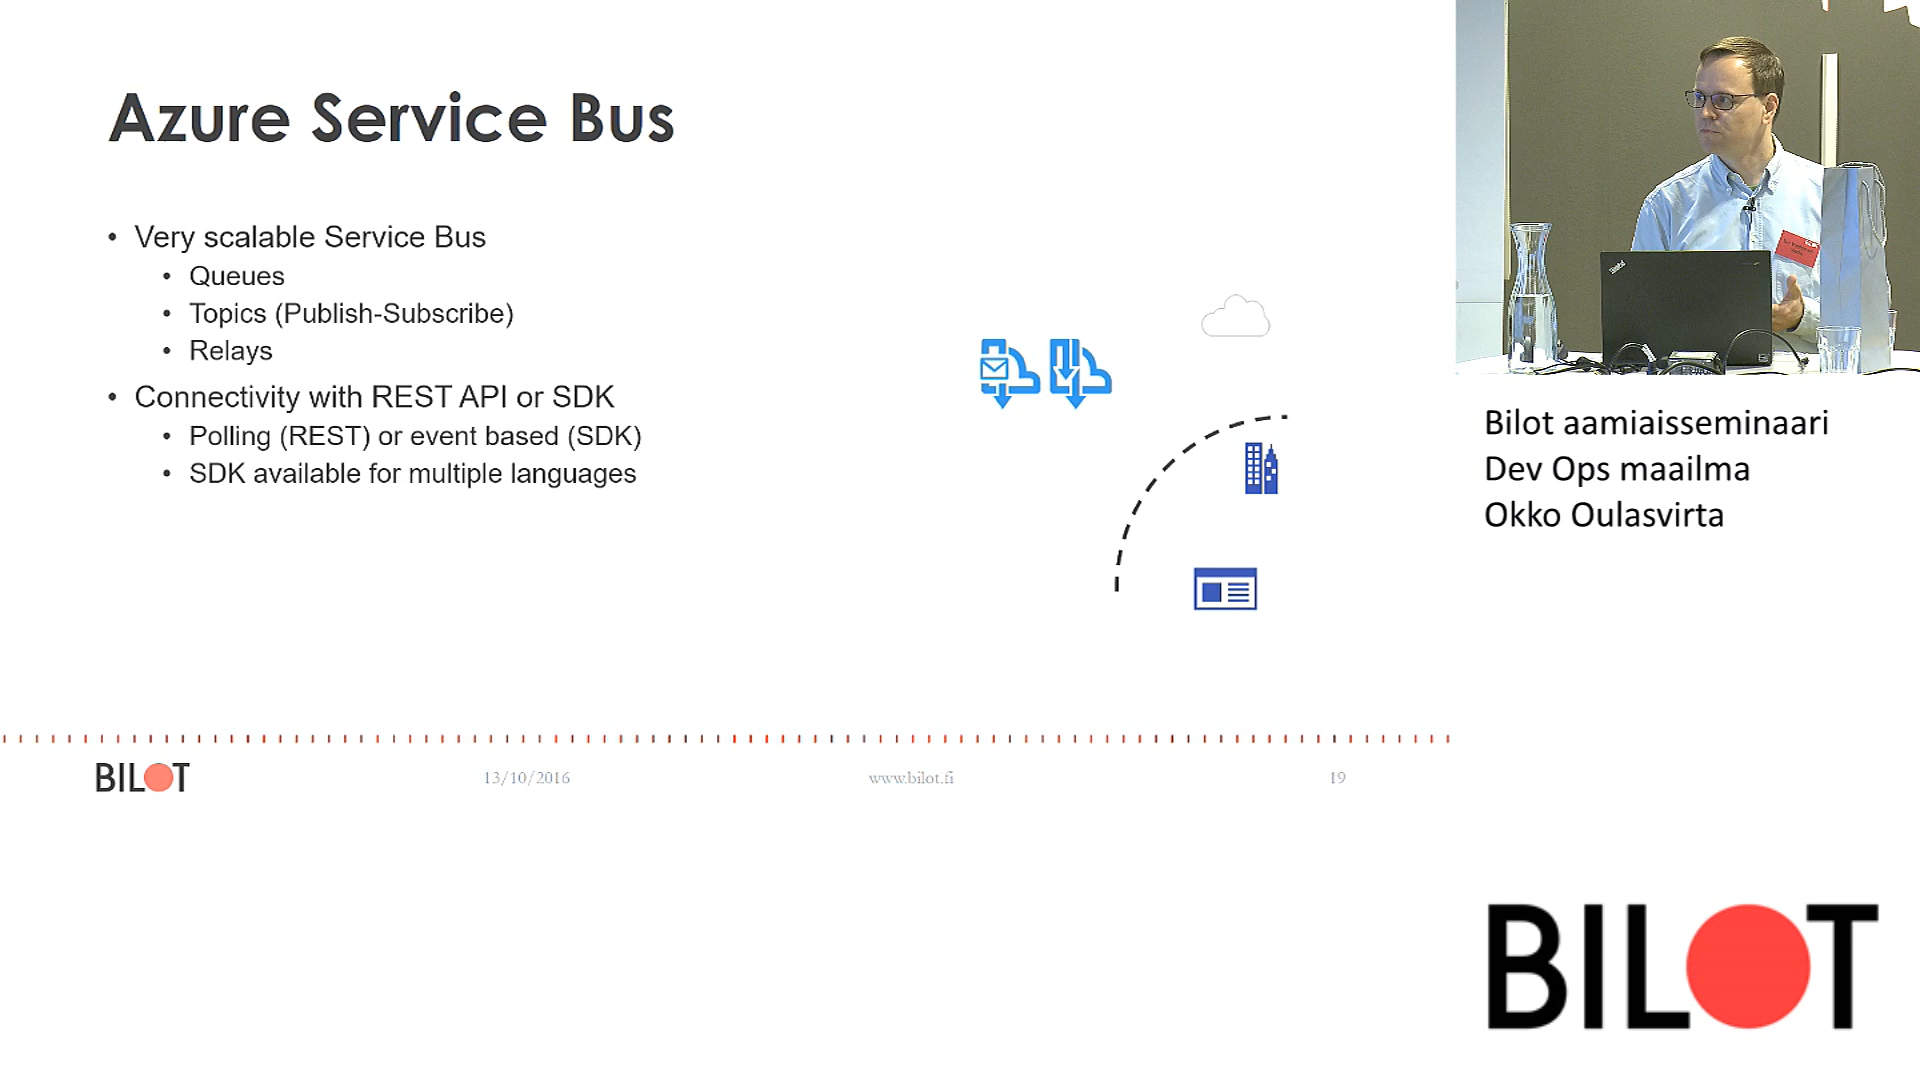 Azure Service Bus
• Very scalable Service Bus
• Queues
• Topics (Publish-Subscribe)
• Relays
• Connectivity with REST API or SDK
• Polling (REST) or event based (SDK)
• SDK available for multiple languages
BILOT
13/10/2016
www.bilot.fi
19
ThinkPad
Bilot aamiaisseminaari
Dev Ops maailma
Okko Oulasvirta
BILOT